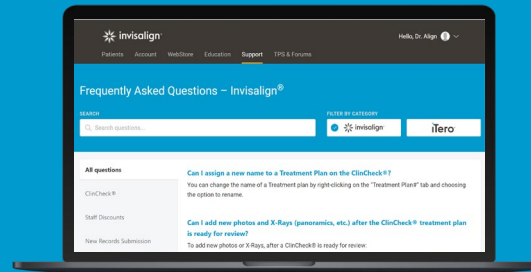 invisalign
Hello, Dr. Align
Patients Account WebStore Education Support TPS & Forums
Frequently Asked Questions – Invisalign®
SEARCH
FILTER BY CATEGORY
Search questions...
invisalign
iTero
All questions
ClinCheck®
Staff Discounts
New Records Submission
Can I assign a new name to a Treatment Plan on the ClinCheck®?
You can change the name of a Treatment plan by right-clicking on the "Treatment Plan#" tab and choosing
the option to rename.
Can I add new photos and X-Rays (panoramics, etc.) after the ClinCheck® treatment plan
is ready for review?
To add new photos or X-Rays, after a ClinCheck® is ready for review: